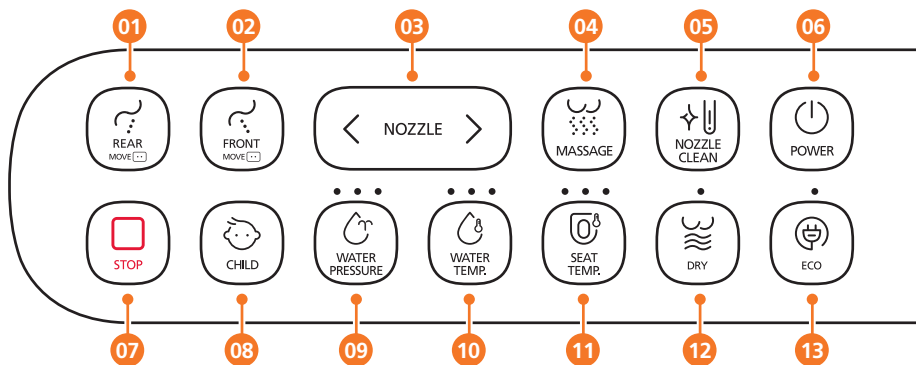 01 02 03 04 05 06
REAR
MOVE
FRONT
MOVE
NOZZLE
MASSAGE
NOZZLE
CLEAN
POWER
STOP
CHILD
WATER
PRESSURE
WATER
TEMP.
SEAT
TEMP.
DRY
ECO
07 08 09 10 11 12 13